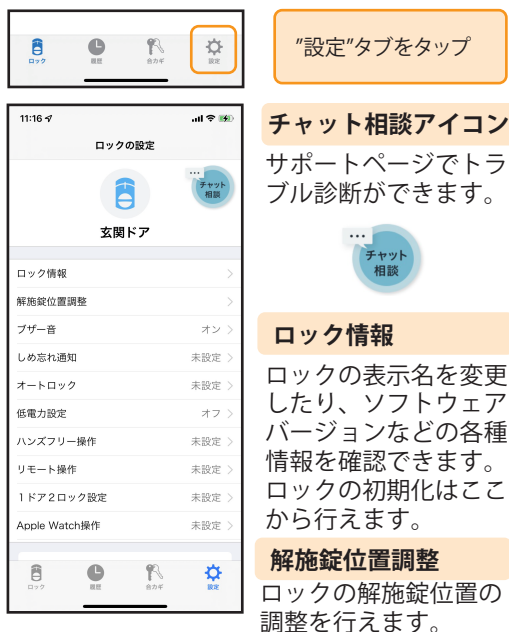 ロック
履歴
合カギ
設定
"設定"タブをタップ
11:16
ロックの設定
チャット
相談
玄関ドア
ロック情報
解施錠位置調整
ブザー音 オン
しめ忘れ通知 未設定
オートロック 未設定
低電力設定 オフ
ハンズフリー操作 未設定
リモート操作 未設定
1ドア2ロック設定 未設定
Apple Watch操作 未設定
ロック
履歴
合カギ
設定
チャット相談アイコン
サポートページでトラ
ブル診断ができます。
チャット
相談
ロック情報
ロックの表示名を変更
したり、ソフトウェア
バージョンなどの各種
情報を確認できます。
ロックの初期化はここ
から行えます。
解施錠位置調整
ロックの解施錠位置の
調整を行えます。